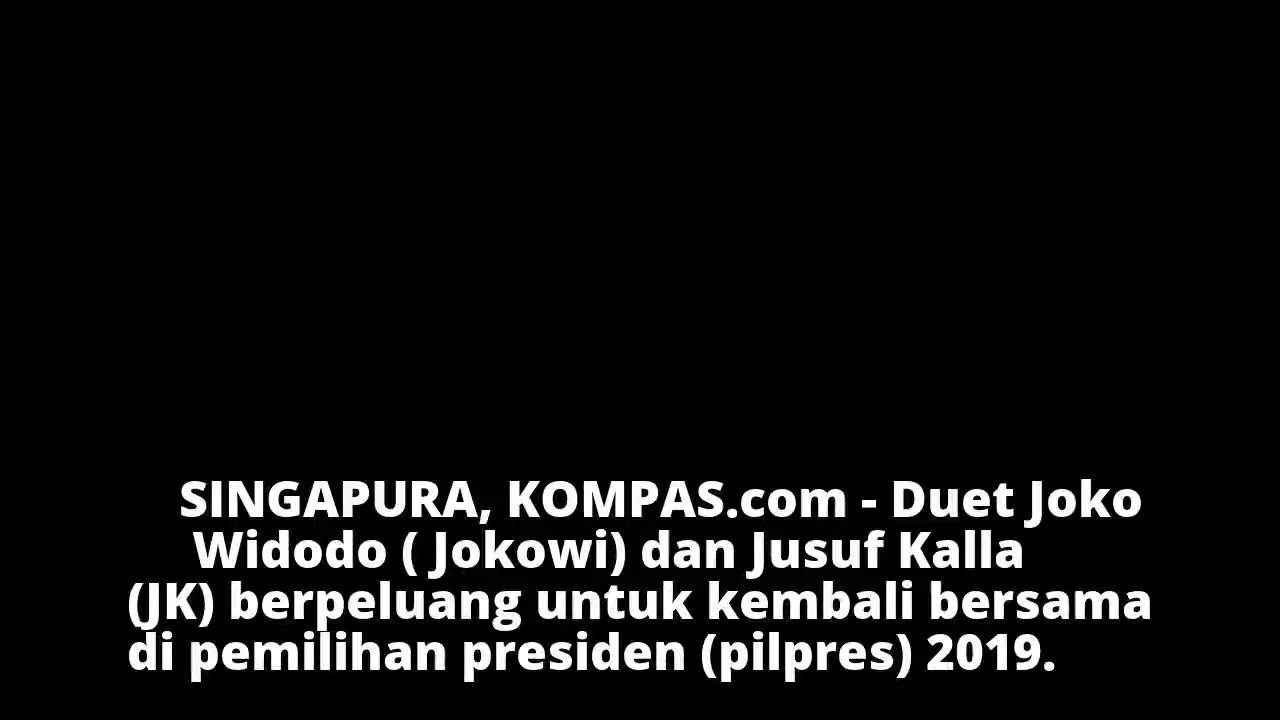 SINGAPURA, KOMPAS.com - Duet Joko
Widodo ( Jokowi) dan Jusuf Kalla
(JK) berpeluang untuk kembali bersama
di pemilihan presiden (pilpres) 2019.